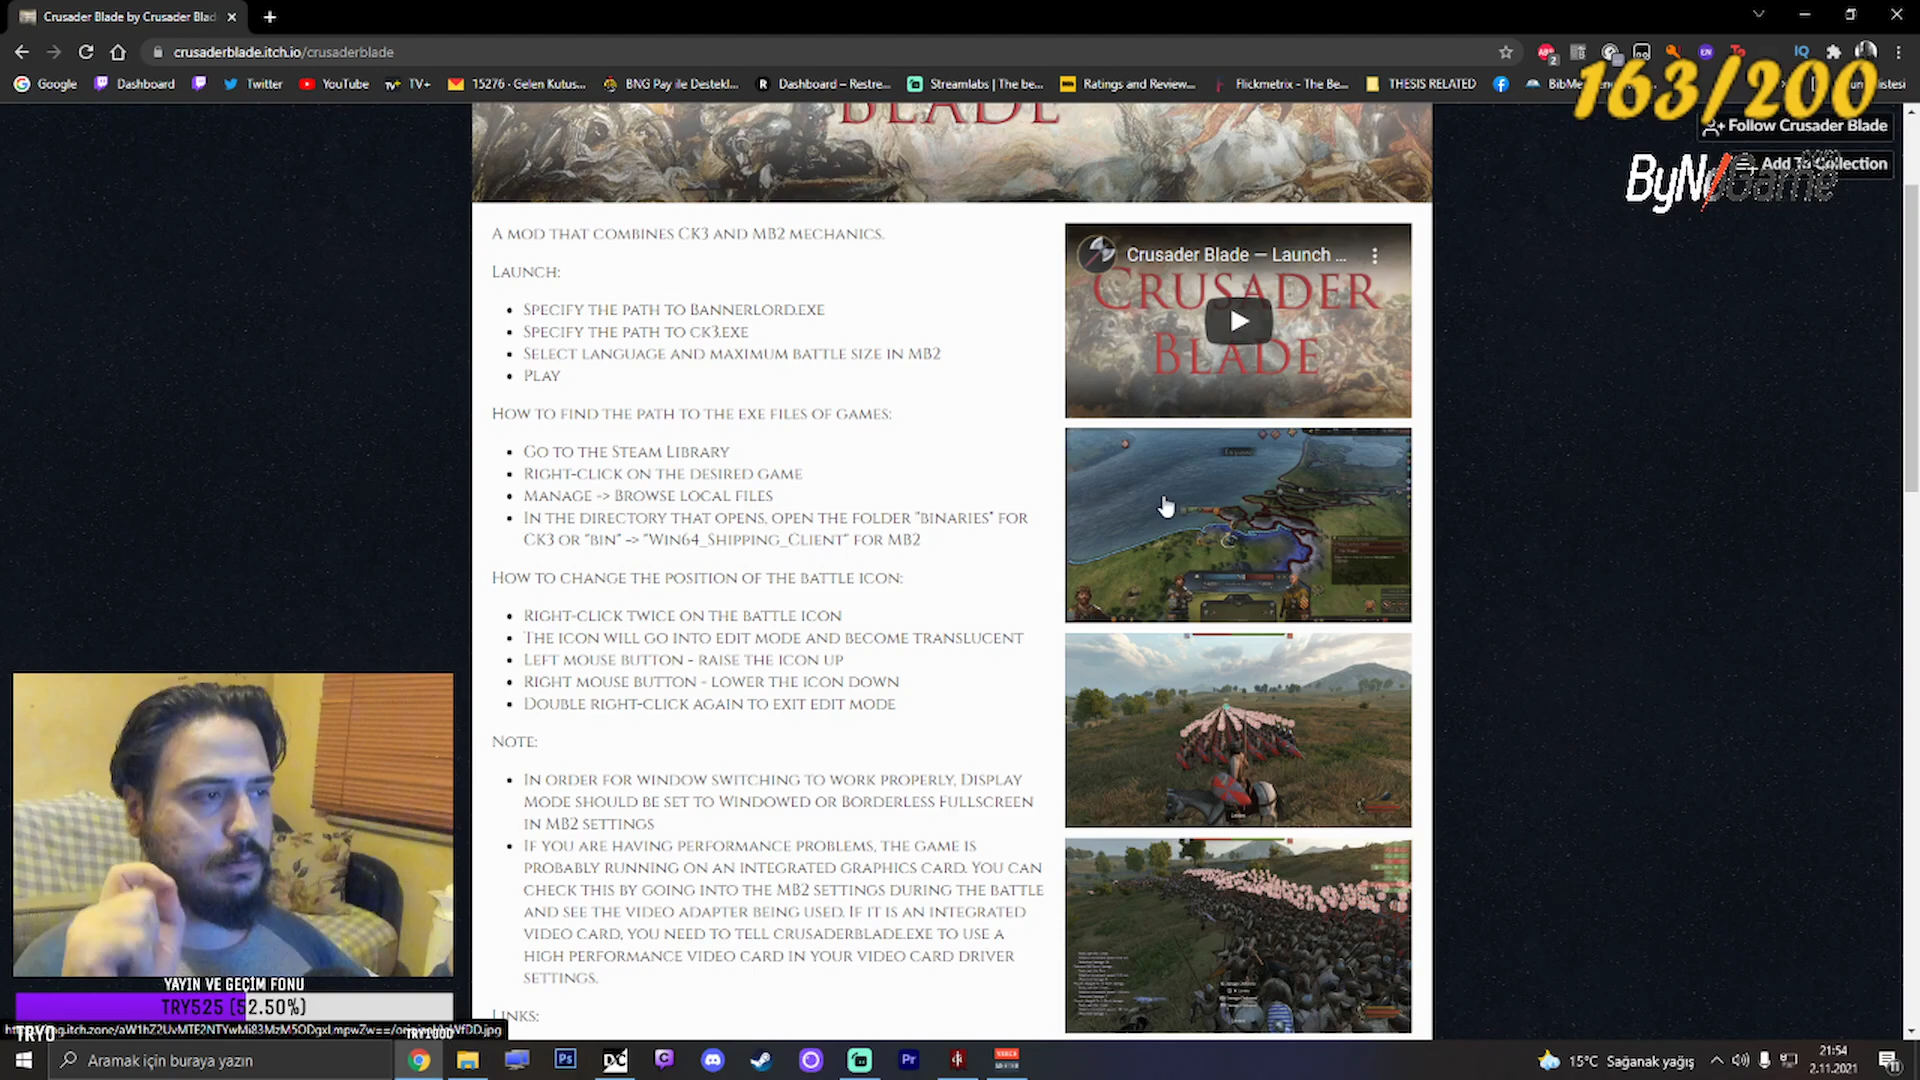 Crusader Blade by Crusader Blad
crusaderblade.itch.io/crusaderblade
Google
Dashboard
Twitter
YouTube
TV+
15276 - Gelen Kutus...
BNG Pay ile Destekl...
Dashboard – Restre...
Streamlabs | The be...
Ratings and Review...
Flickmetrix - The Be...
THESIS RELATED
163/200
Follow Crusader Blade
Add To Collection
ByNoGame
BLADE
A mod that combines CK3 and MB2 mechanics.
Launch:
Specify the path to Bannerlord.exe
Specify the path to ck3.exe
Select language and maximum battle size in MB2
Play
How to find the path to the exe files of games:
Go to the Steam Library
Right-click on the desired game
Manage -> Browse local files
In the directory that opens, open the folder "binaries" for
CK3 or "bin" -> "Win64_Shipping_Client" for MB2
How to change the position of the battle icon:
Right-click twice on the battle icon
The icon will go into edit mode and become translucent
Left mouse button - raise the icon up
Right mouse button - lower the icon down
Double right-click again to exit edit mode
Note:
In order for window switching to work properly, Display
Mode should be set to Windowed or Borderless Fullscreen
in MB2 settings
If you are having performance problems, the game is
probably running on an integrated graphics card. You can
check this by going into the MB2 settings during the battle
and see the video adapter being used. If it is an integrated
video card, you need to tell crusaderblade.exe to use a
high performance video card in your video card driver
settings.
Links:
Crusader Blade — Launch ...
CRUSADER
BLADE
YAYIN VE GEÇİM FONU
TRY525 (52.50%)
TRY0
TRY1000
Aramak için buraya yazın
15°C Sağanak yağış
21:54
2.11.2021